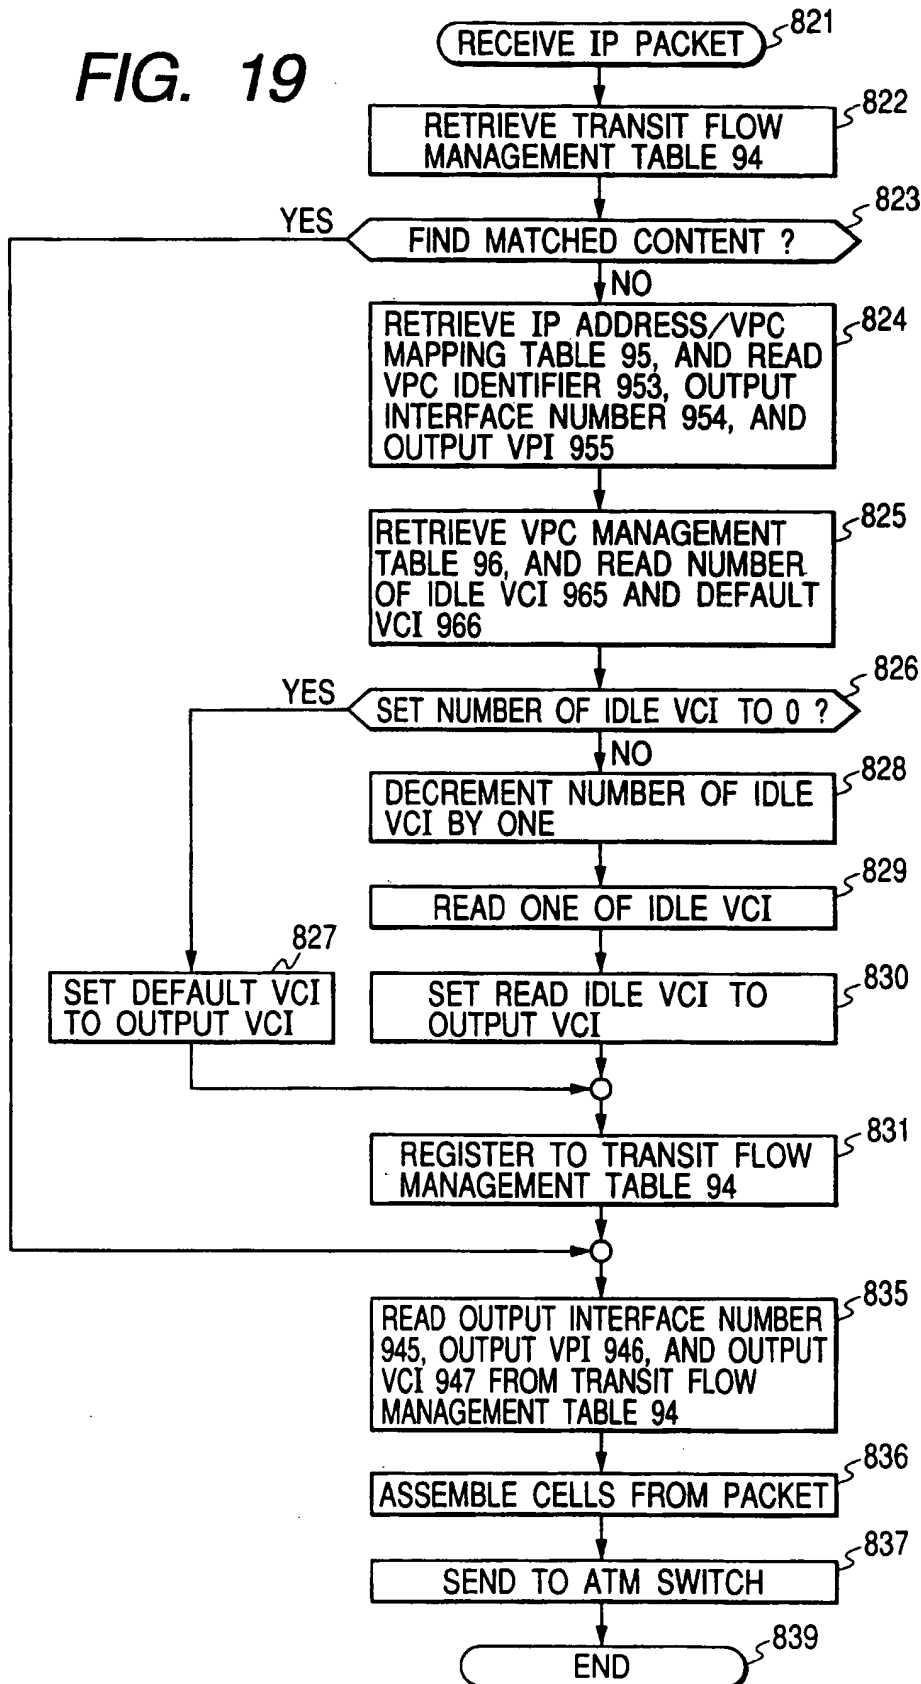 FIG. 19
RECEIVE IP PACKET
821
RETRIEVE TRANSIT FLOW
MANAGEMENT TABLE 94
822
YES
FIND MATCHED CONTENT ?
823
NO
RETRIEVE IP ADDRESS/VPC
MAPPING TABLE 95, AND READ
VPC IDENTIFIER 953, OUTPUT
INTERFACE NUMBER 954, AND
OUTPUT VPI 955
824
RETRIEVE VPC MANAGEMENT
TABLE 96, AND READ NUMBER
OF IDLE VCI 965 AND DEFAULT
VCI 966
825
YES
SET NUMBER OF IDLE VCI TO 0 ?
826
NO
DECREMENT NUMBER OF IDLE
VCI BY ONE
828
READ ONE OF IDLE VCI
829
SET DEFAULT VCI
TO OUTPUT VCI
827
SET READ IDLE VCI TO
OUTPUT VCI
830
REGISTER TO TRANSIT FLOW
MANAGEMENT TABLE 94
831
READ OUTPUT INTERFACE NUMBER
945, OUTPUT VPI 946, AND OUTPUT
VCI 947 FROM TRANSIT FLOW
MANAGEMENT TABLE 94
835
ASSEMBLE CELLS FROM PACKET
836
SEND TO ATM SWITCH
837
END
839